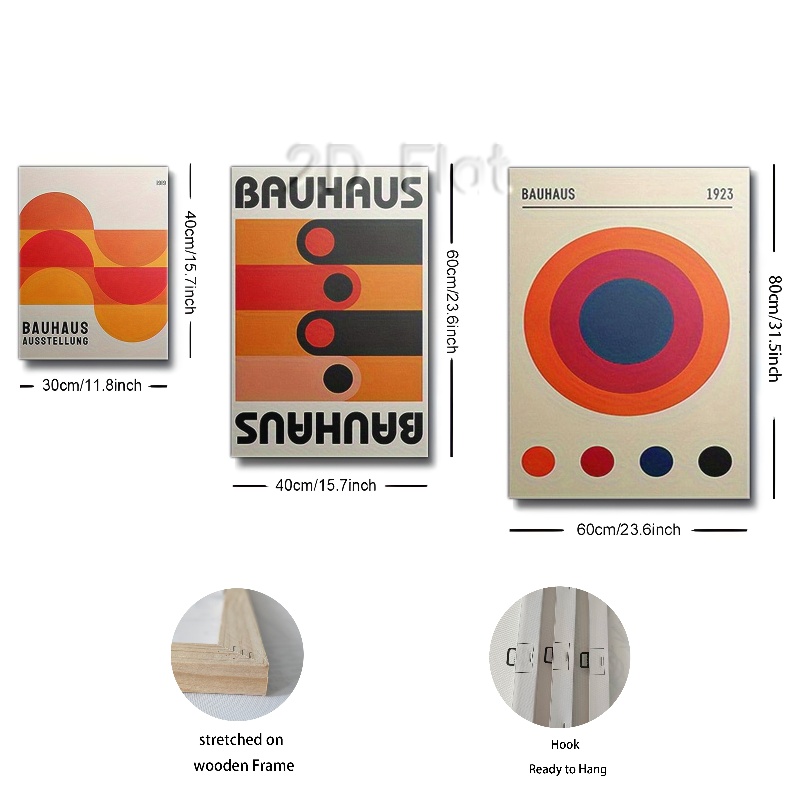 2D Flat
BAUHAUS
AUSSTELLUNG
40cm/15.7inch
30cm/11.8inch
BAUHAUS
BAUHAUS
60cm/23.6inch
40cm/15.7inch
BAUHAUS 1923
80cm/31.5inch
60cm/23.6inch
stretched on
wooden Frame
Hook
Ready to Hang